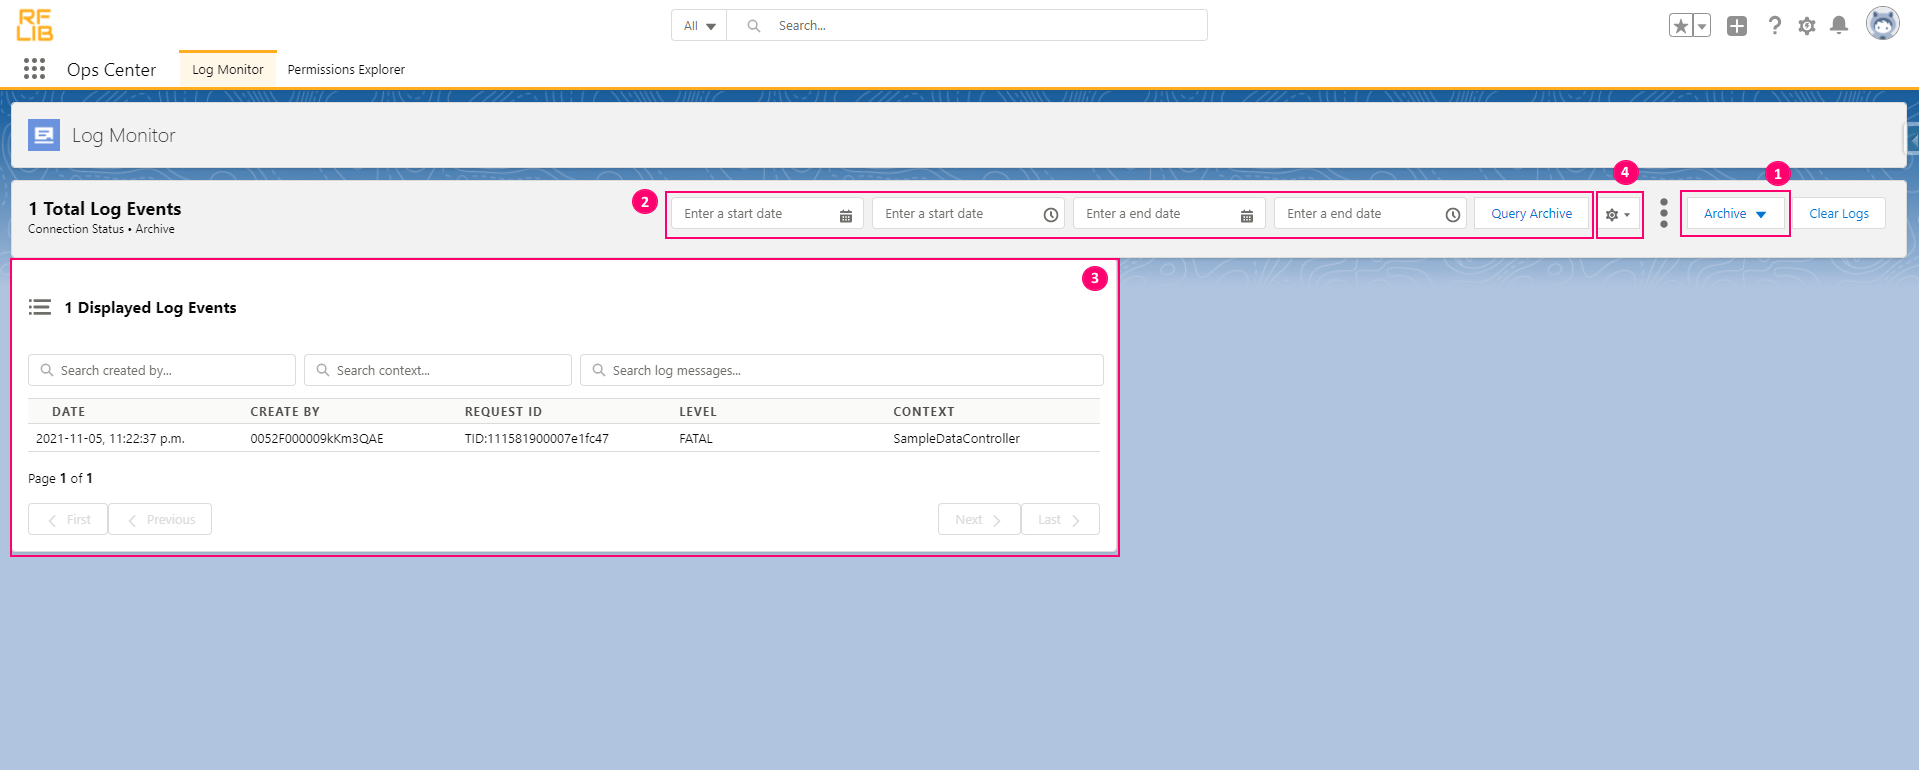 RF
LIB
All
Search...
Ops Center
Log Monitor
Permissions Explorer
Log Monitor
4
1
2
1 Total Log Events
Connection Status • Archive
Enter a start date
Enter a start date
Enter a end date
Enter a end date
Query Archive
Archive
Clear Logs
3
1 Displayed Log Events
Search created by...
Search context...
Search log messages...
DATE CREATE BY REQUEST ID LEVEL CONTEXT
2021-11-05, 11:22:37 p.m. 0052F000009kKm3QAE TID:111581900007e1fc47 FATAL SampleDataController
Page 1 of 1
First
Previous
Next
Last